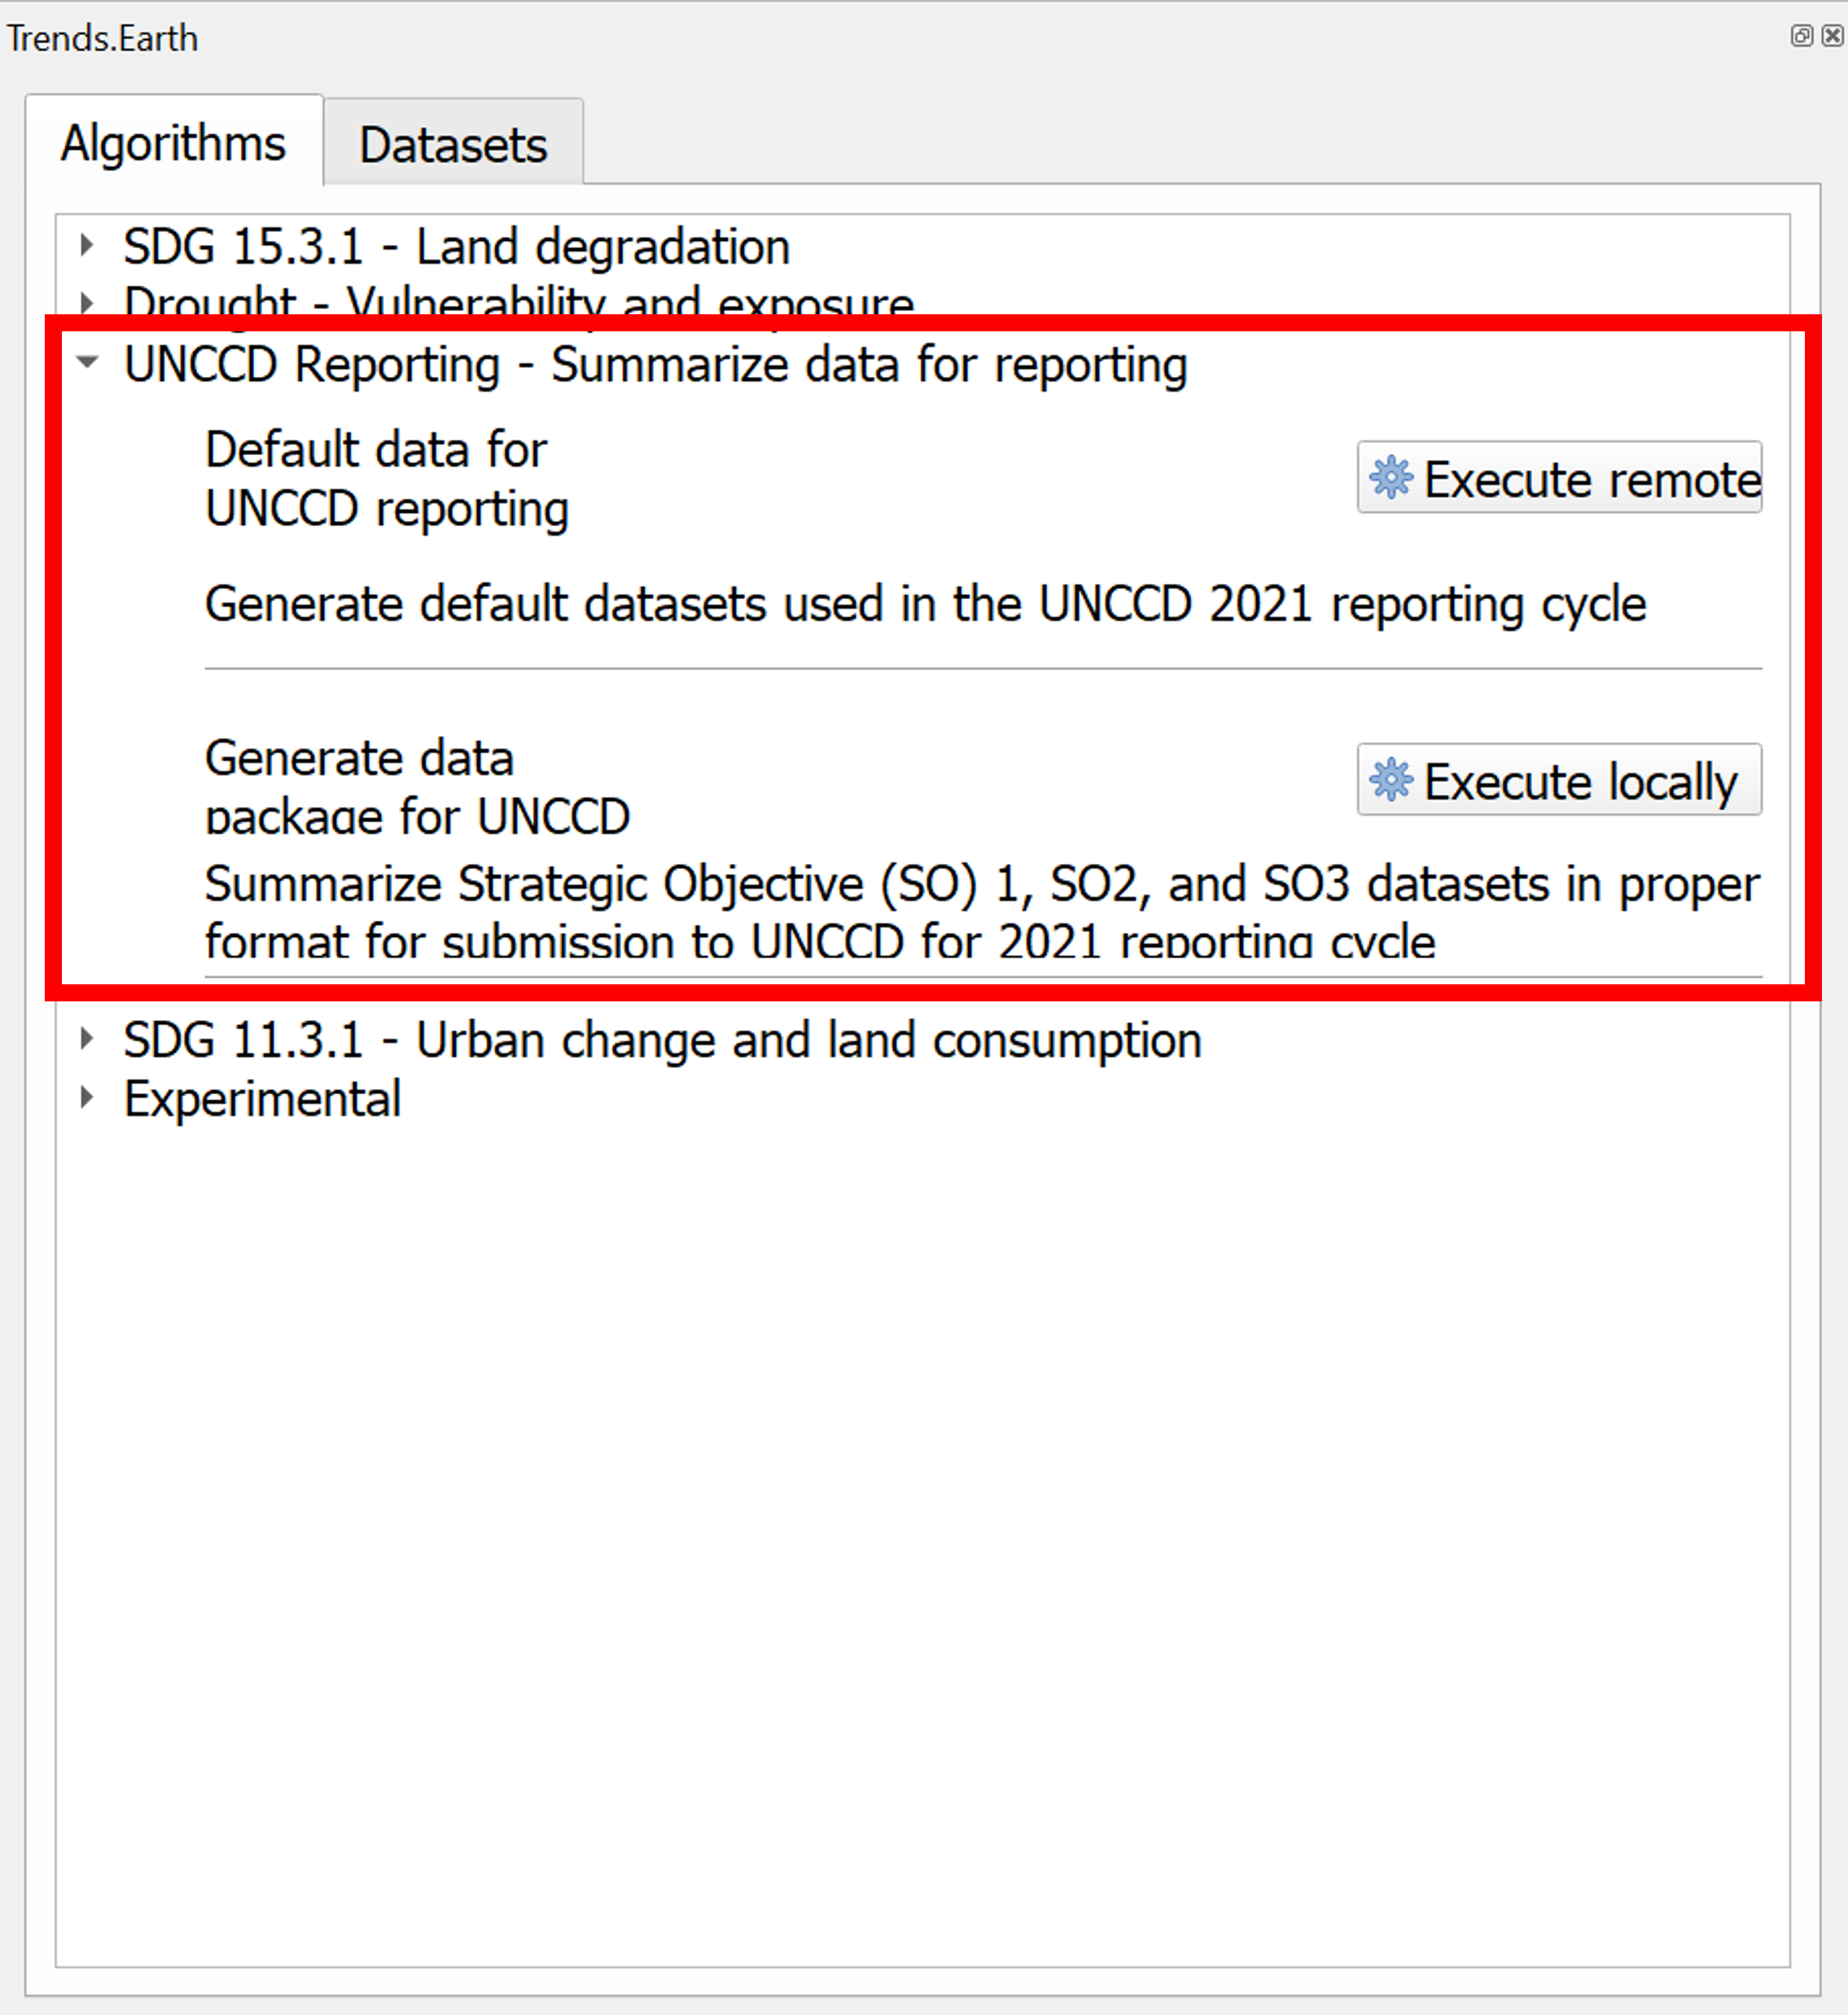 Trends.Earth
Algorithms
Datasets
SDG 15.3.1 - Land degradation
Drought - Vulnerability and exposure
UNCCD Reporting - Summarize data for reporting
Default data for
UNCCD reporting
Execute remote
Generate default datasets used in the UNCCD 2021 reporting cycle
Generate data
package for UNCCD
Execute locally
Summarize Strategic Objective (SO) 1, SO2, and SO3 datasets in proper
format for submission to UNCCD for 2021 reporting cycle
SDG 11.3.1 - Urban change and land consumption
Experimental